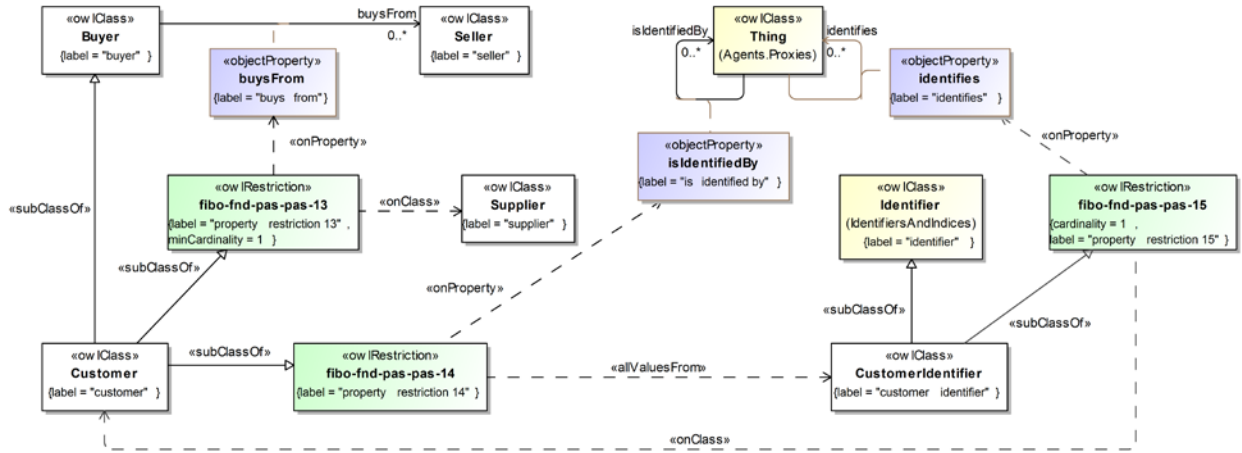 «owlClass»
Buyer
{label = "buyer" }
buysFrom
0..*
«owlClass»
Seller
{label = "seller" }
«objectProperty»
buysFrom
{label = "buys from" }
isIdentifiedBy
0..*
«owlClass»
Thing
(Agents.Proxies)
identifies
0..*
«objectProperty»
identifies
{label = "identifies" }
«onProperty»
«objectProperty»
isIdentifiedBy
{label = "is identified by" }
«onProperty»
«subClassOf»
«owlRestriction»
fibo-fnd-pas-pas-13
{label = "property restriction 13" ,
minCardinality = 1 }
«onClass»
«owlClass»
Supplier
{label = "supplier" }
«owlClass»
Identifier
(IdentifiersAndIndices)
{label = "identifier" }
«owlRestriction»
fibo-fnd-pas-pas-15
{cardinality = 1 ,
label = "property restriction 15" }
«subClassOf»
«onProperty»
«subClassOf»
«subClassOf»
«owlClass»
Customer
{label = "customer" }
«subClassOf»
«owlRestriction»
fibo-fnd-pas-pas-14
{label = "property restriction 14" }
«allValuesFrom»
«owlClass»
CustomerIdentifier
{label = "customer identifier" }
«onClass»